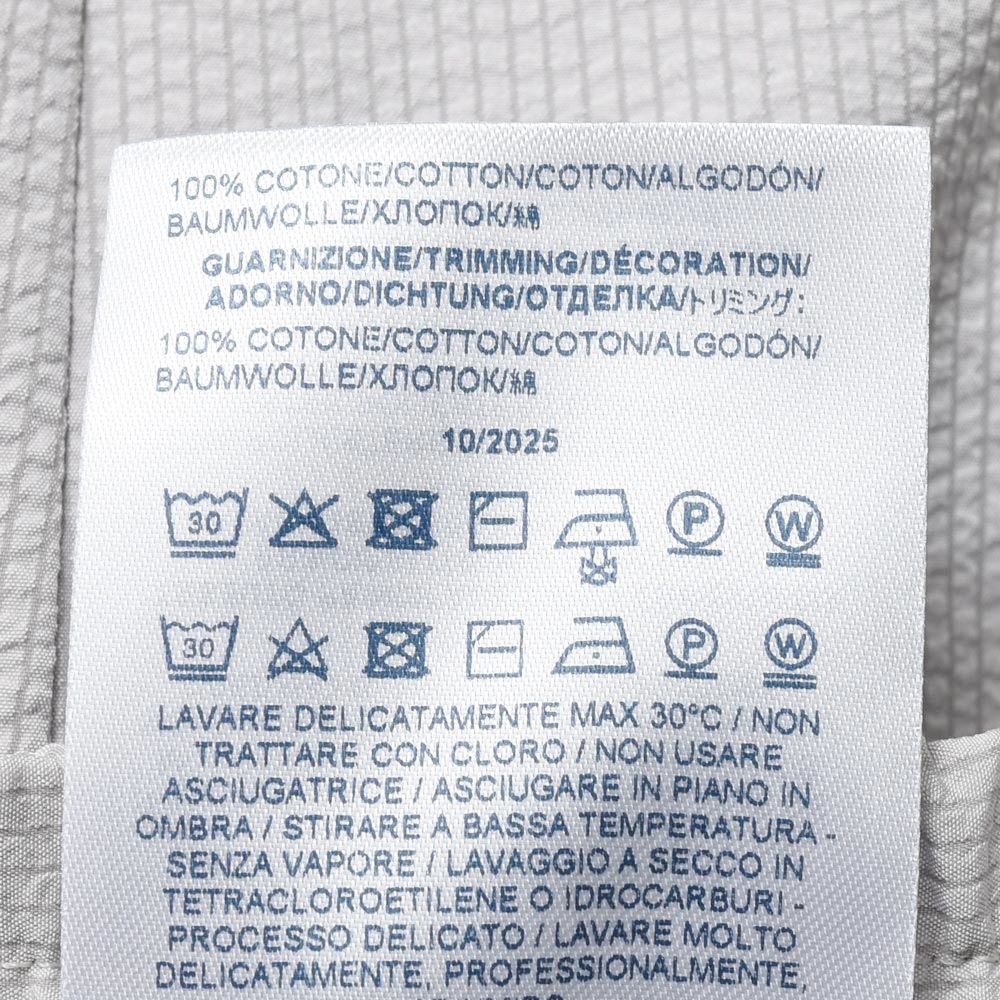 100% COTONE/COTTON/COTON/ALGODÓN/
BAUMWOLLE/ХЛОПОК/綿
GUARNIZIONE/TRIMMING/DÉCORATION/
ADORNO/DICHTUNG/ОТДЕЛКА/トリミング:
100% COTONE/COTTON/COTON/ALGODÓN/
BAUMWOLLE/ХЛОПОК/綿
10/2025
30 P W
30 P W
LAVARE DELICATAMENTE MAX 30°C / NON
TRATTARE CON CLORO / NON USARE
ASCIUGATRICE / ASCIUGARE IN PIANO IN
OMBRA / STIRARE A BASSA TEMPERATURA -
SENZA VAPORE / LAVAGGIO A SECCO IN
TETRACLOROETILENE O IDROCARBURI -
PROCESSO DELICATO / LAVARE MOLTO
DELICATAMENTE, PROFESSIONALMENTE,